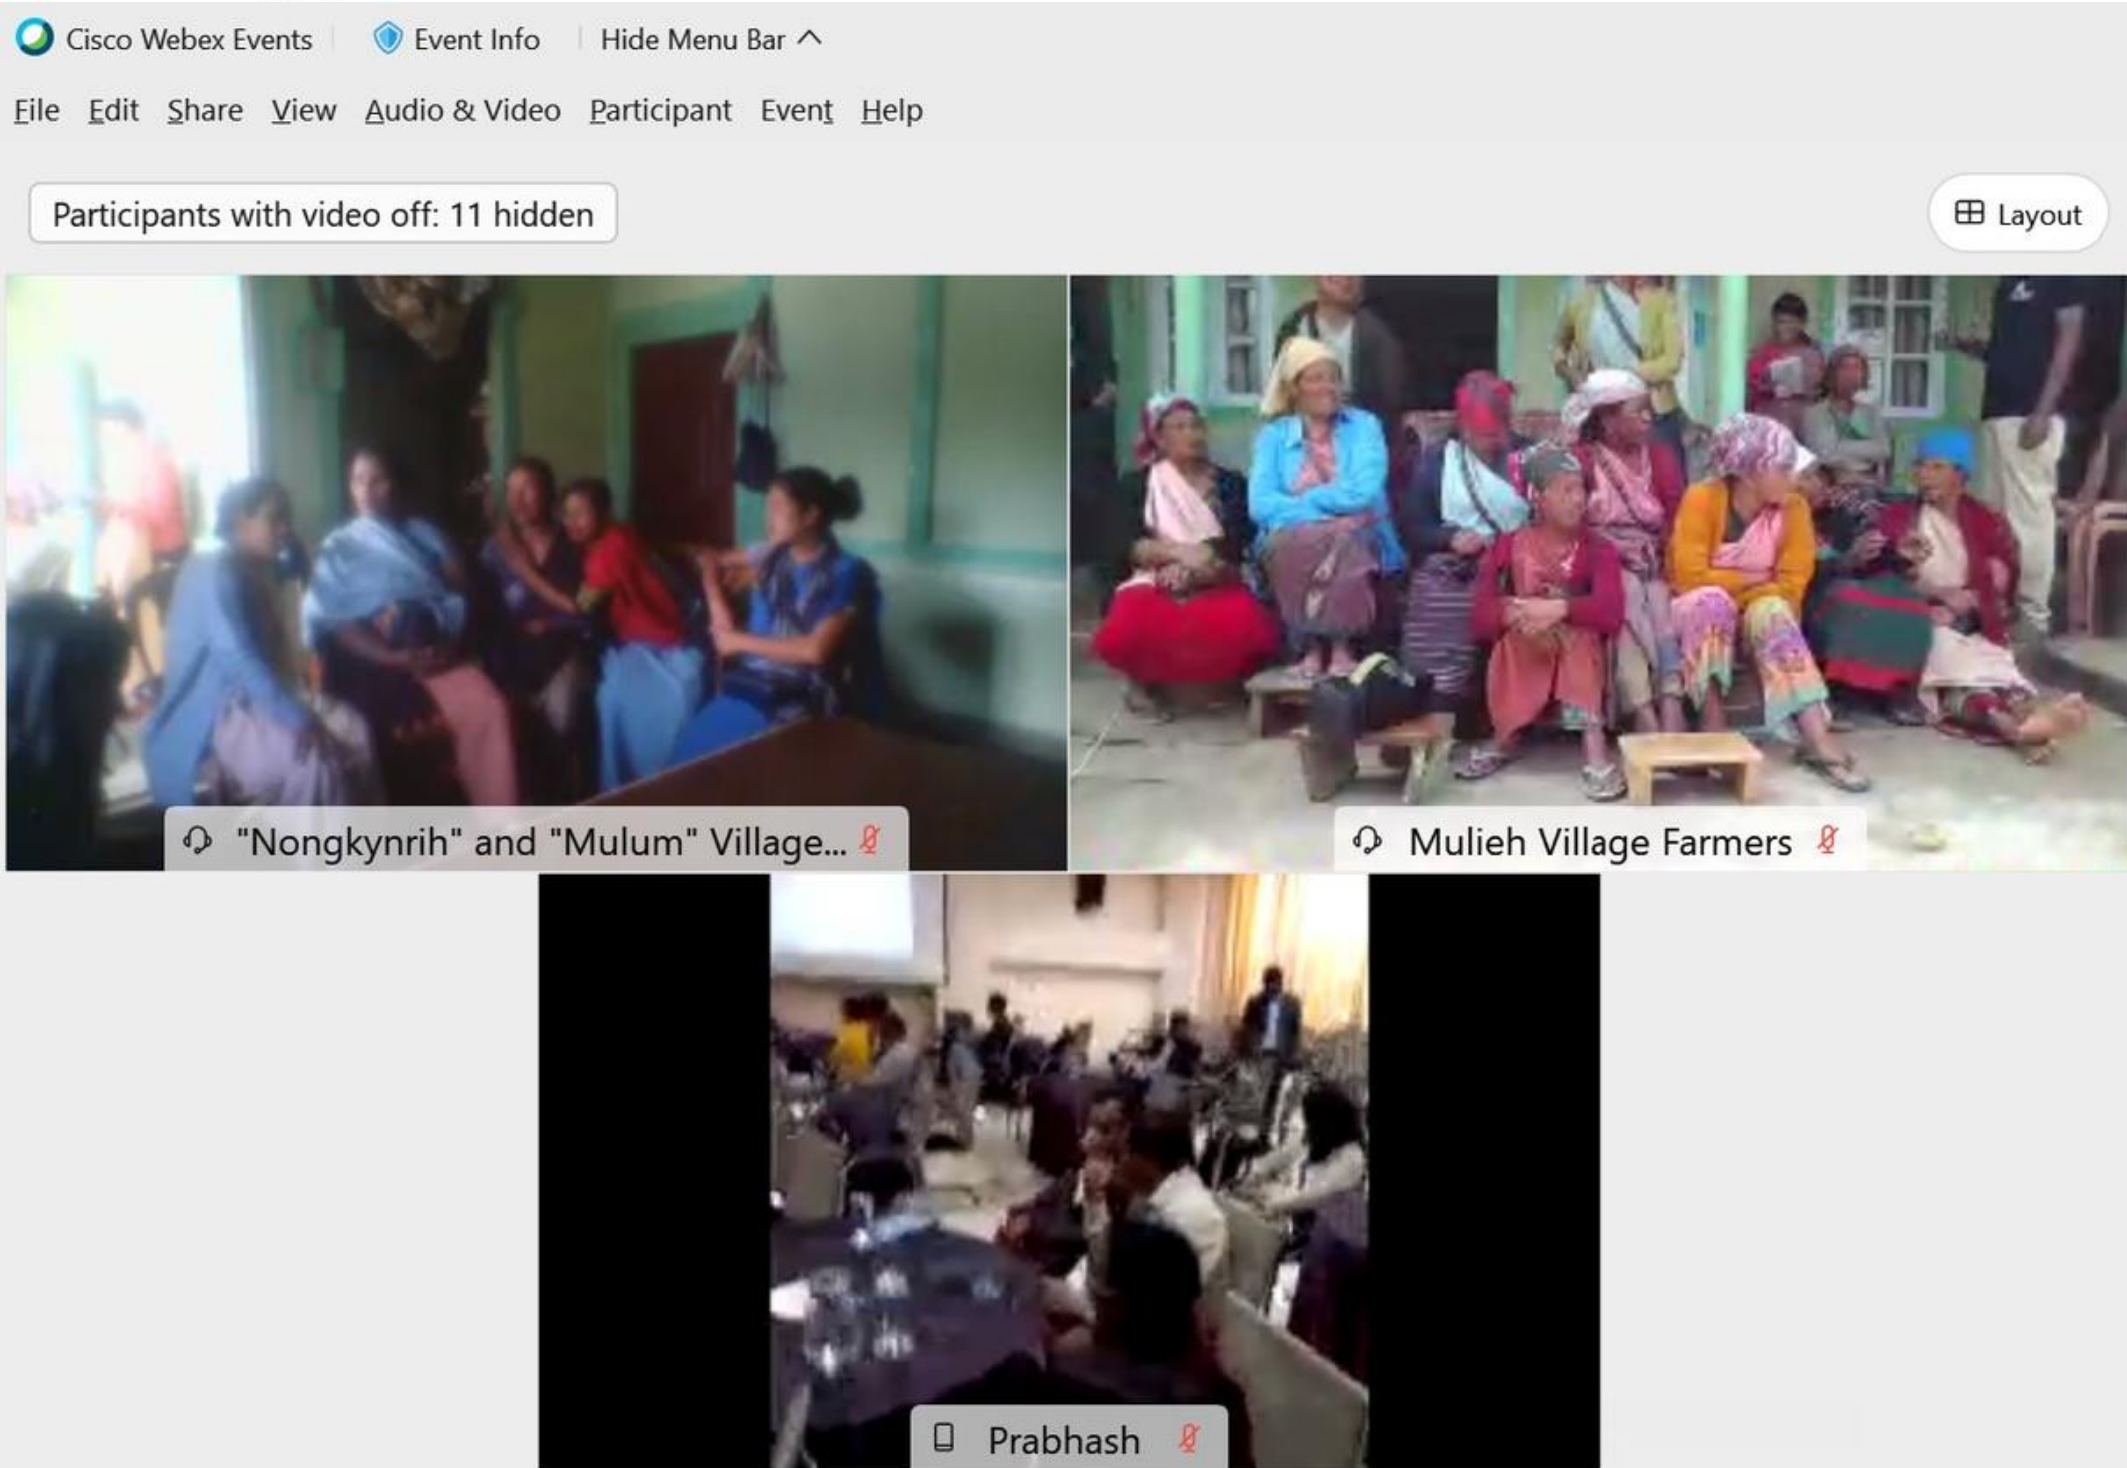 Cisco Webex Events Event Info Hide Menu Bar
File Edit Share View Audio & Video Participant Event Help
Participants with video off: 11 hidden
Layout
"Nongkynrih" and "Mulum" Village...
Mulieh Village Farmers
Prabhash